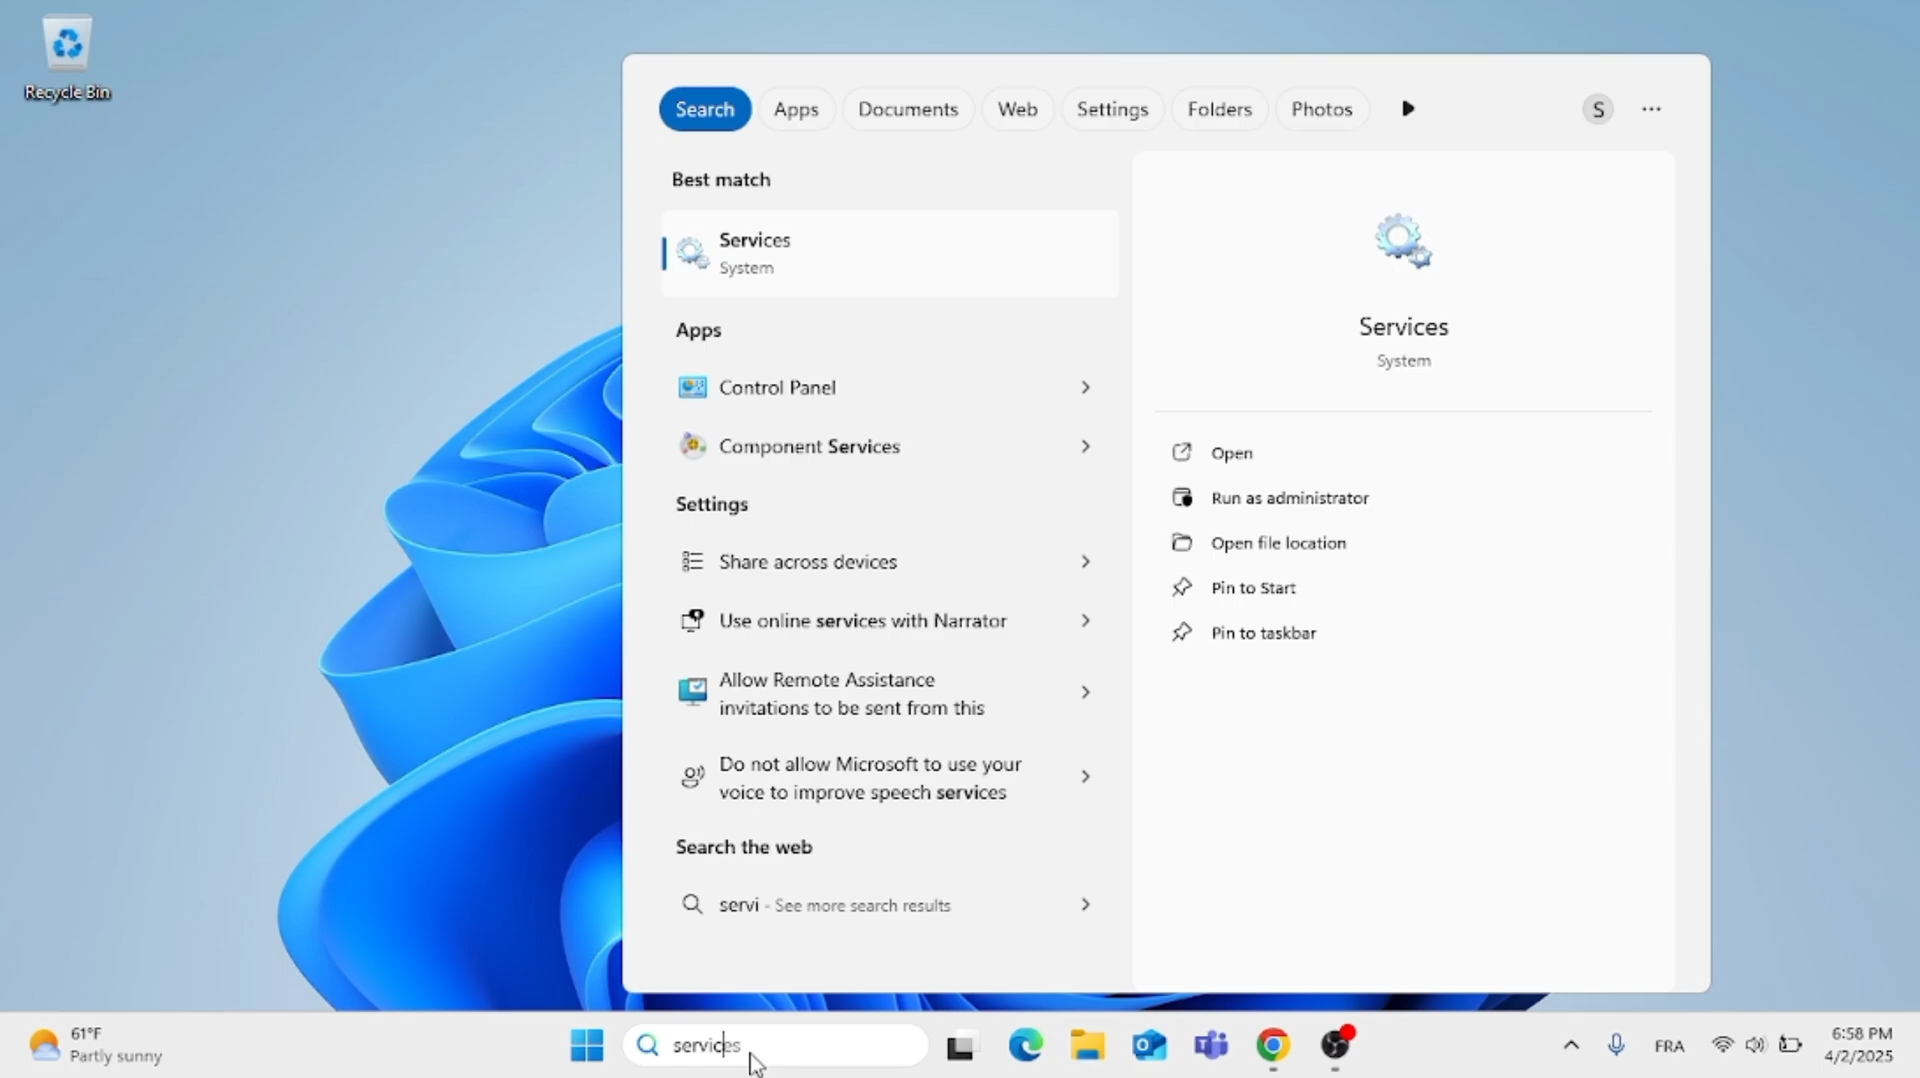 Recycle Bin
Search Apps Documents Web Settings Folders Photos S
Best match
Services
System
Apps
Control Panel
Component Services
Settings
Share across devices
Use online services with Narrator
Allow Remote Assistance
invitations to be sent from this
Do not allow Microsoft to use your
voice to improve speech services
Search the web
servi - See more search results
Services
System
Open
Run as administrator
Open file location
Pin to Start
Pin to taskbar
61°F
Partly sunny
services
FRA
6:58 PM
4/2/2025